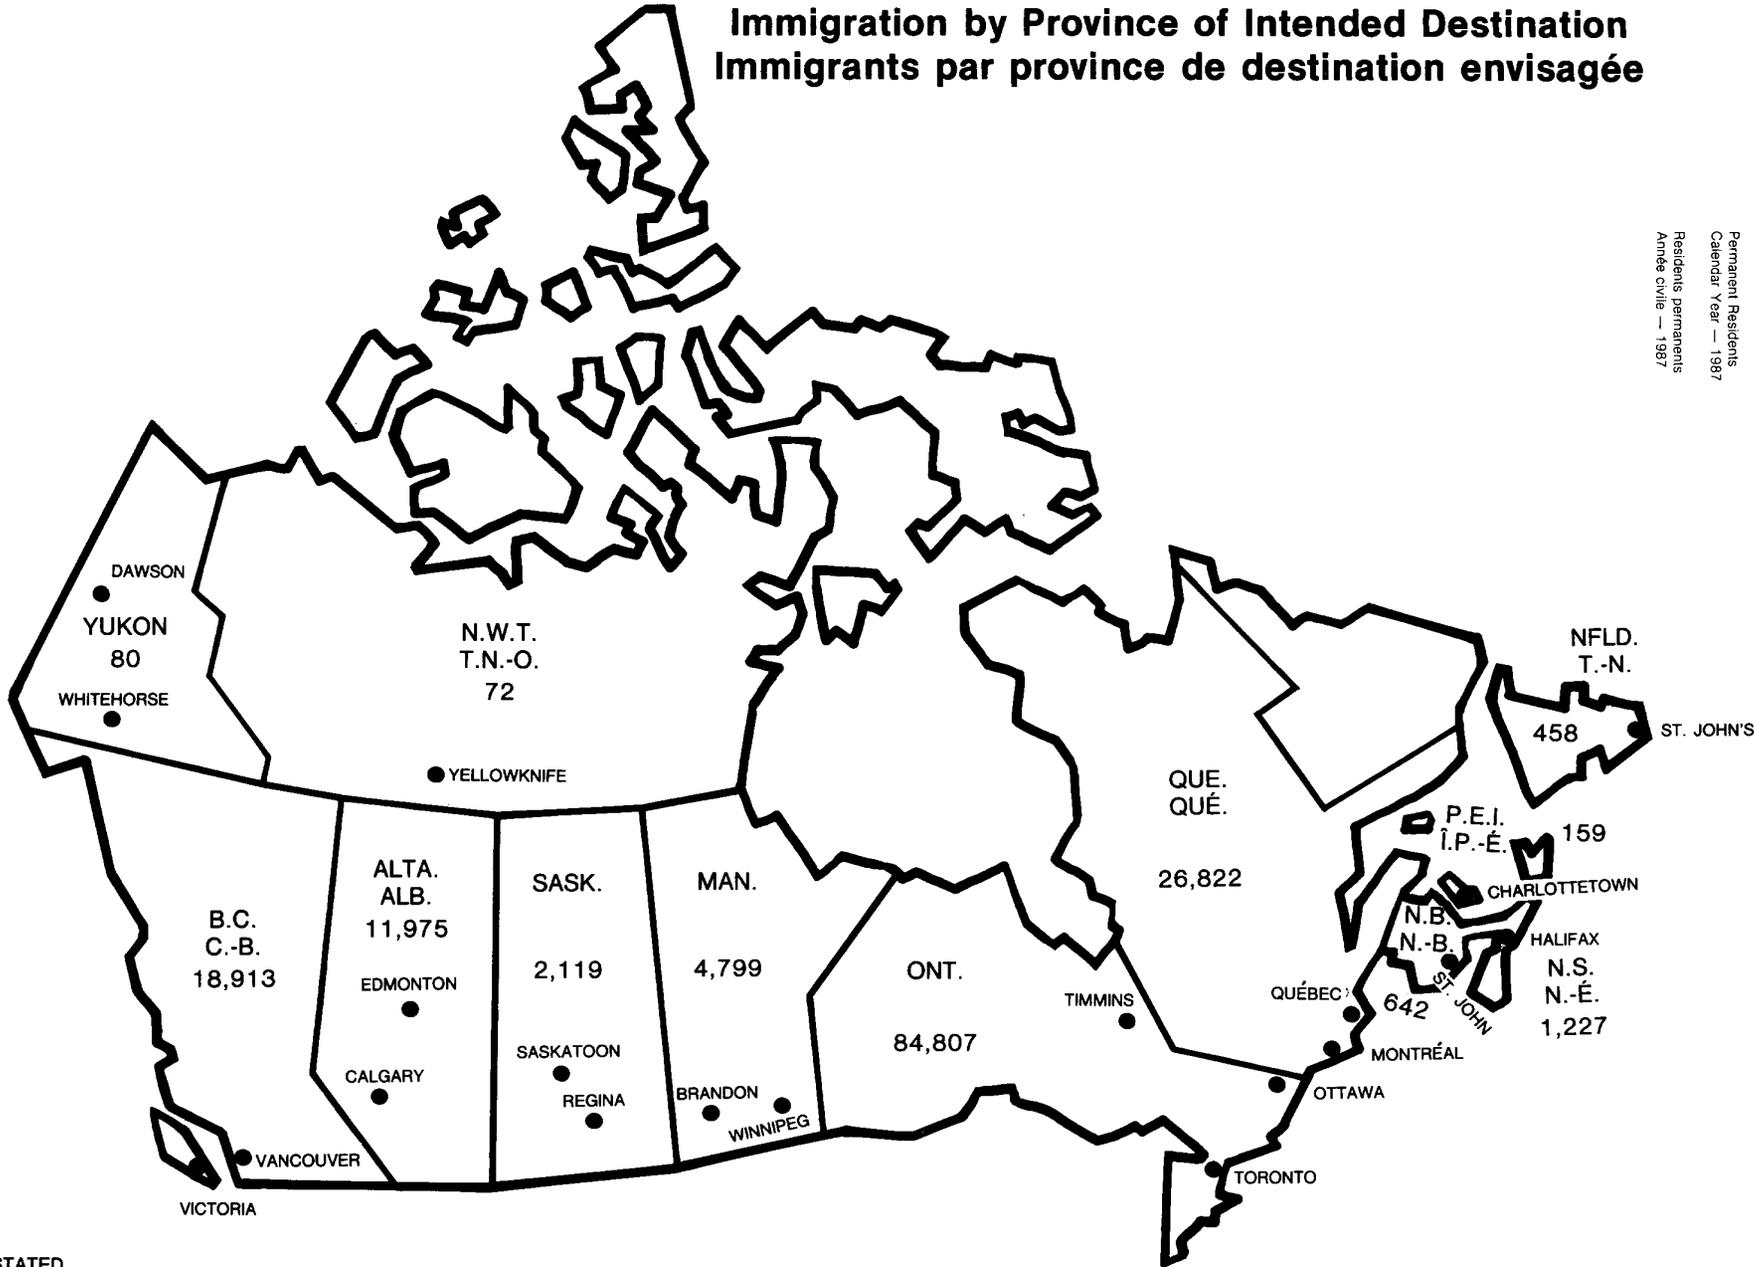 Immigration by Province of Intended Destination
Immigrants par province de destination envisagée
Permanent Residents
Calendar Year — 1987
Résidents permanents
Année civile — 1987
DAWSON
YUKON
80
WHITEHORSE
N.W.T.
T.N.-O.
72
YELLOWKNIFE
NFLD.
T.-N.
458
ST. JOHN'S
QUE.
QUÉ.
26,822
P.E.I.
Î.P.-É.
159
CHARLOTTETOWN
B.C.
C.-B.
18,913
ALTA.
ALB.
11,975
EDMONTON
CALGARY
SASK.
2,119
SASKATOON
REGINA
MAN.
4,799
BRANDON
WINNIPEG
ONT.
84,807
TIMMINS
N.B.
N.-B.
642
ST. JOHN
HALIFAX
N.S.
N.-É.
1,227
QUÉBEC
MONTRÉAL
OTTAWA
TORONTO
VANCOUVER
VICTORIA
STATED